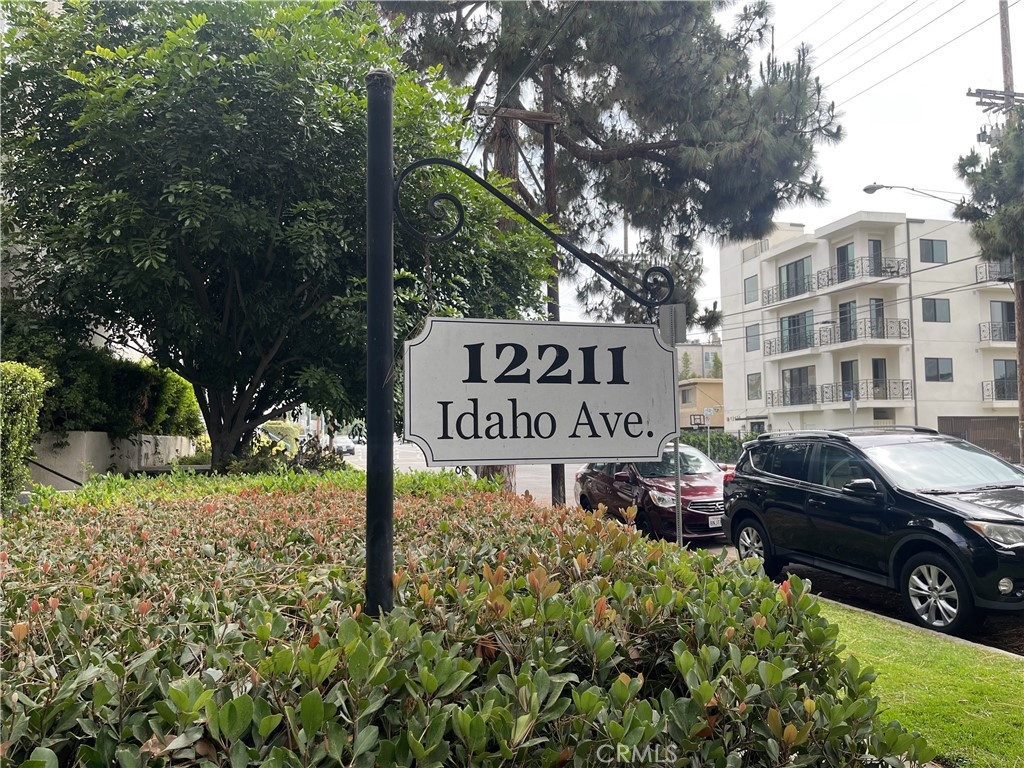 12211
Idaho Ave.
CRMLS